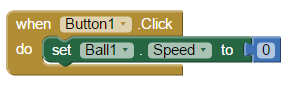 when Button1 .Click
do set Ball1 . Speed to 0